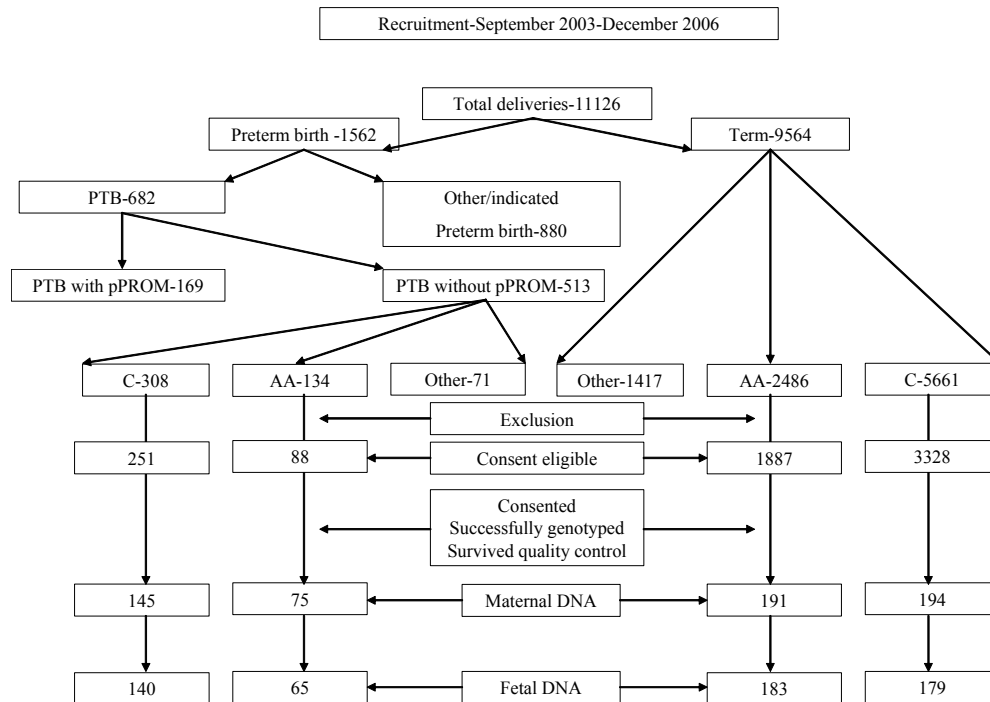 Recruitment-September 2003-December 2006
Total deliveries-11126
Preterm birth -1562
Term-9564
PTB-682
Other/indicated
Preterm birth-880
PTB with pPROM-169
PTB without pPROM-513
C-308
AA-134
Other-71
Other-1417
AA-2486
C-5661
Exclusion
251
88
Consent eligible
1887
3328
Consented
Successfully genotyped
Survived quality control
145
75
Maternal DNA
191
194
140
65
Fetal DNA
183
179